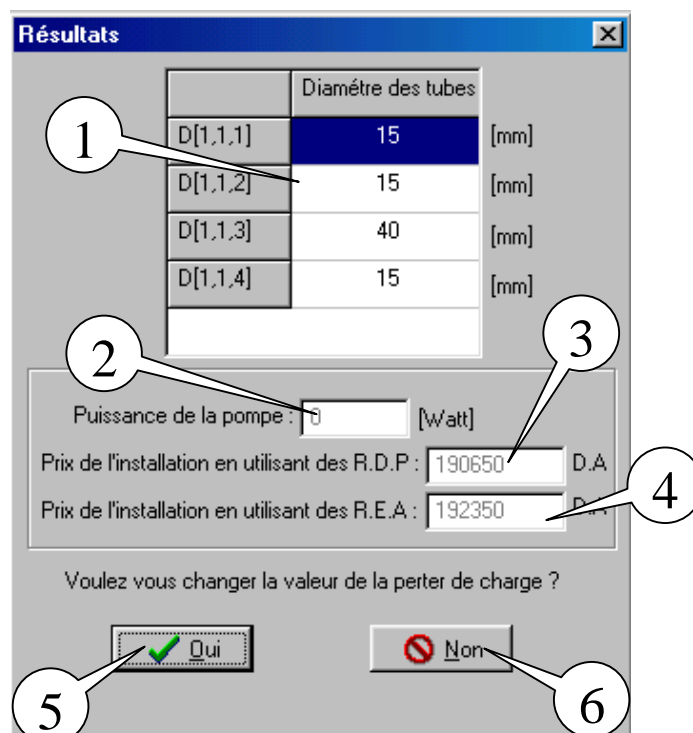 Résultats
Diamétre des tubes
1
D[1,1,1] 15 [mm]
D[1,1,2] 15 [mm]
D[1,1,3] 40 [mm]
D[1,1,4] 15 [mm]
2
3
Puissance de la pompe : 0 [Watt]
Prix de l'installation en utilisant des R.D.P : 190650 D.A
Prix de l'installation en utilisant des R.E.A : 192350 D.A
4
Voulez vous changer la valeur de la perter de charge ?
Oui Non
5 6